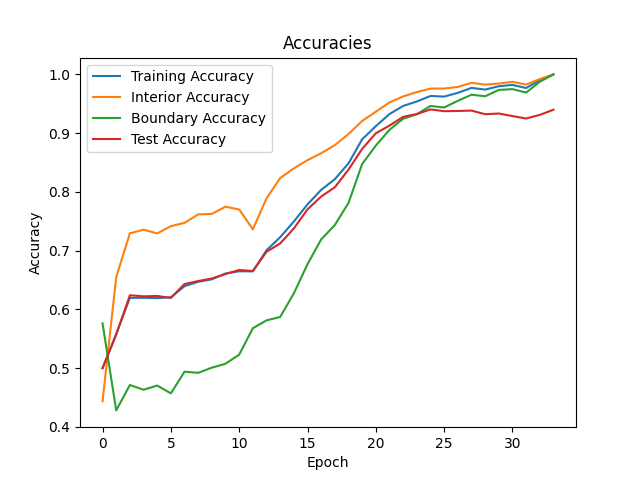 Accuracies
Training Accuracy
Interior Accuracy
Boundary Accuracy
Test Accuracy
Accuracy
1.0
0.9
0.8
0.7
0.6
0.5
0.4
0 5 10 15 20 25 30
Epoch